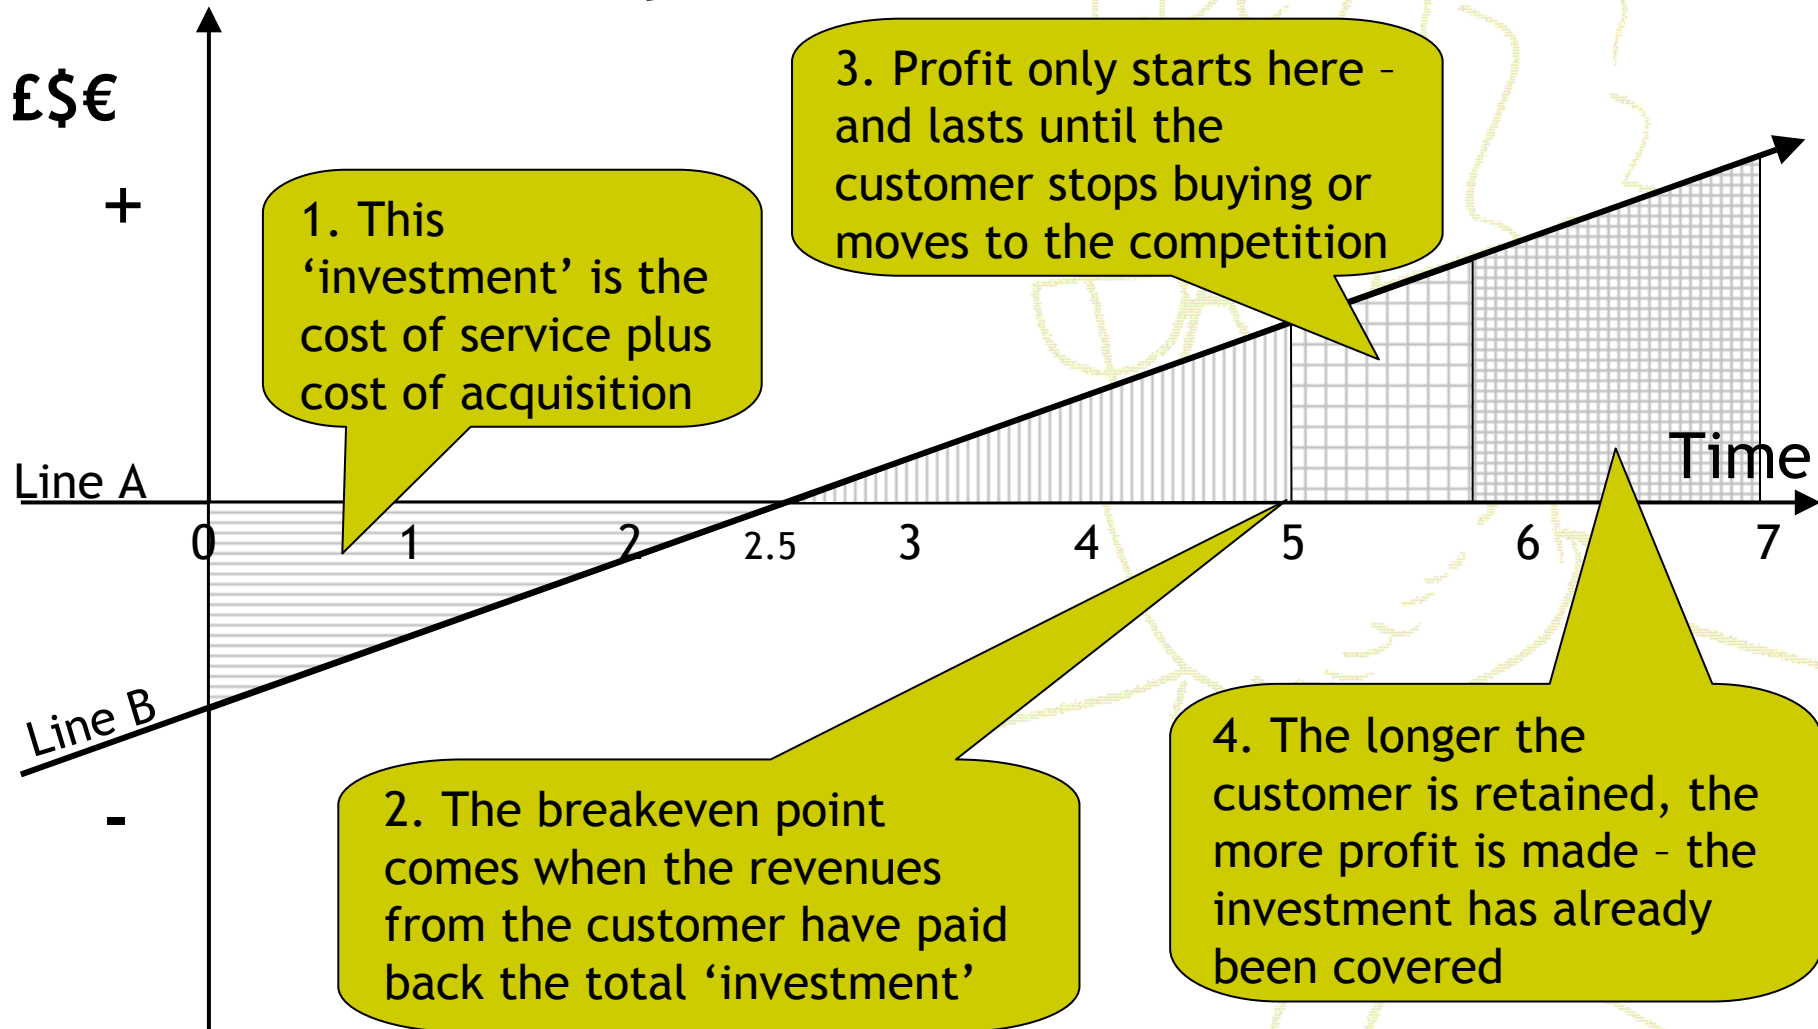 £$€
+
1. This
‘investment’ is the
cost of service plus
cost of acquisition
3. Profit only starts here –
and lasts until the
customer stops buying or
moves to the competition
Line A
Time
0 1 2 2.5 3 4 5 6 7
Line B
-
2. The breakeven point
comes when the revenues
from the customer have paid
back the total ‘investment’
4. The longer the
customer is retained, the
more profit is made – the
investment has already
been covered